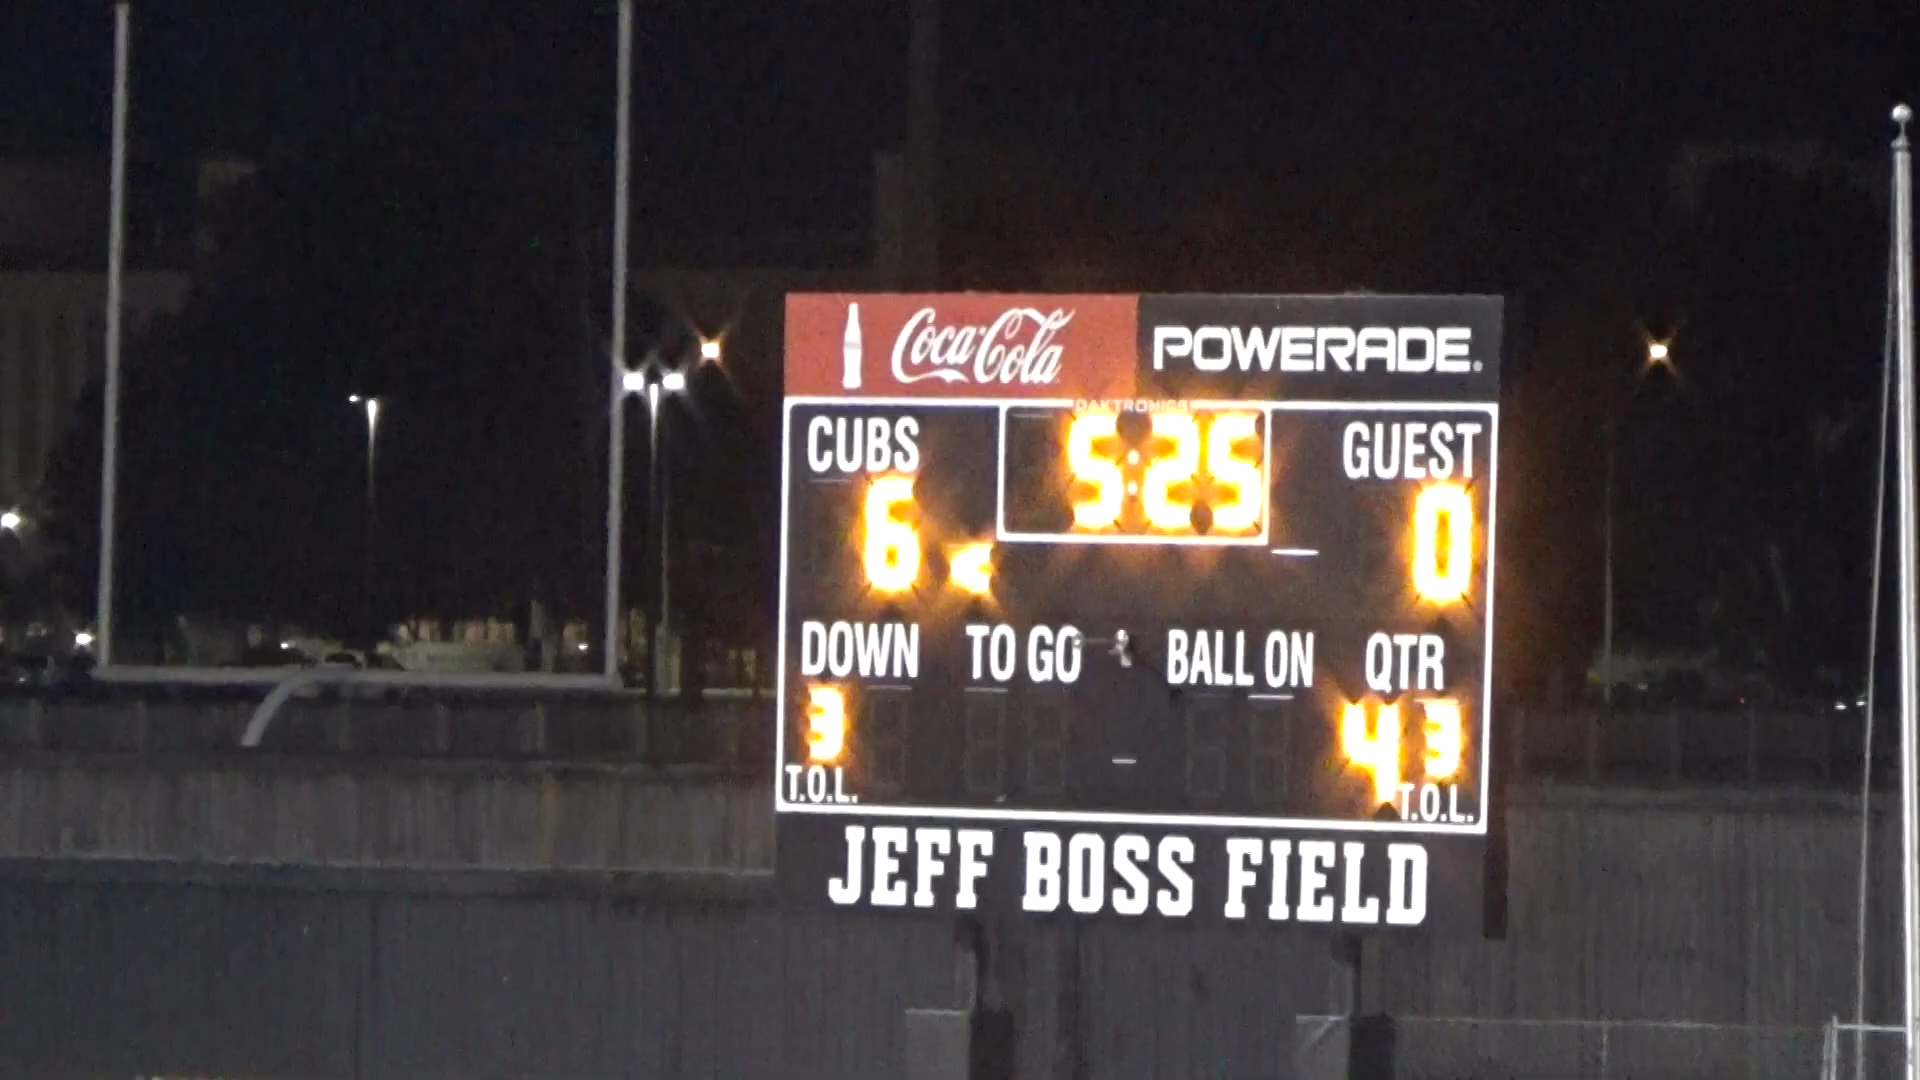 Coca-Cola POWERADE
DAKTRONICS
CUBS 5:25 GUEST
6 < 0
DOWN TO GO BALL ON QTR
3 4 3
T.O.L. T.O.L.
JEFF BOSS FIELD